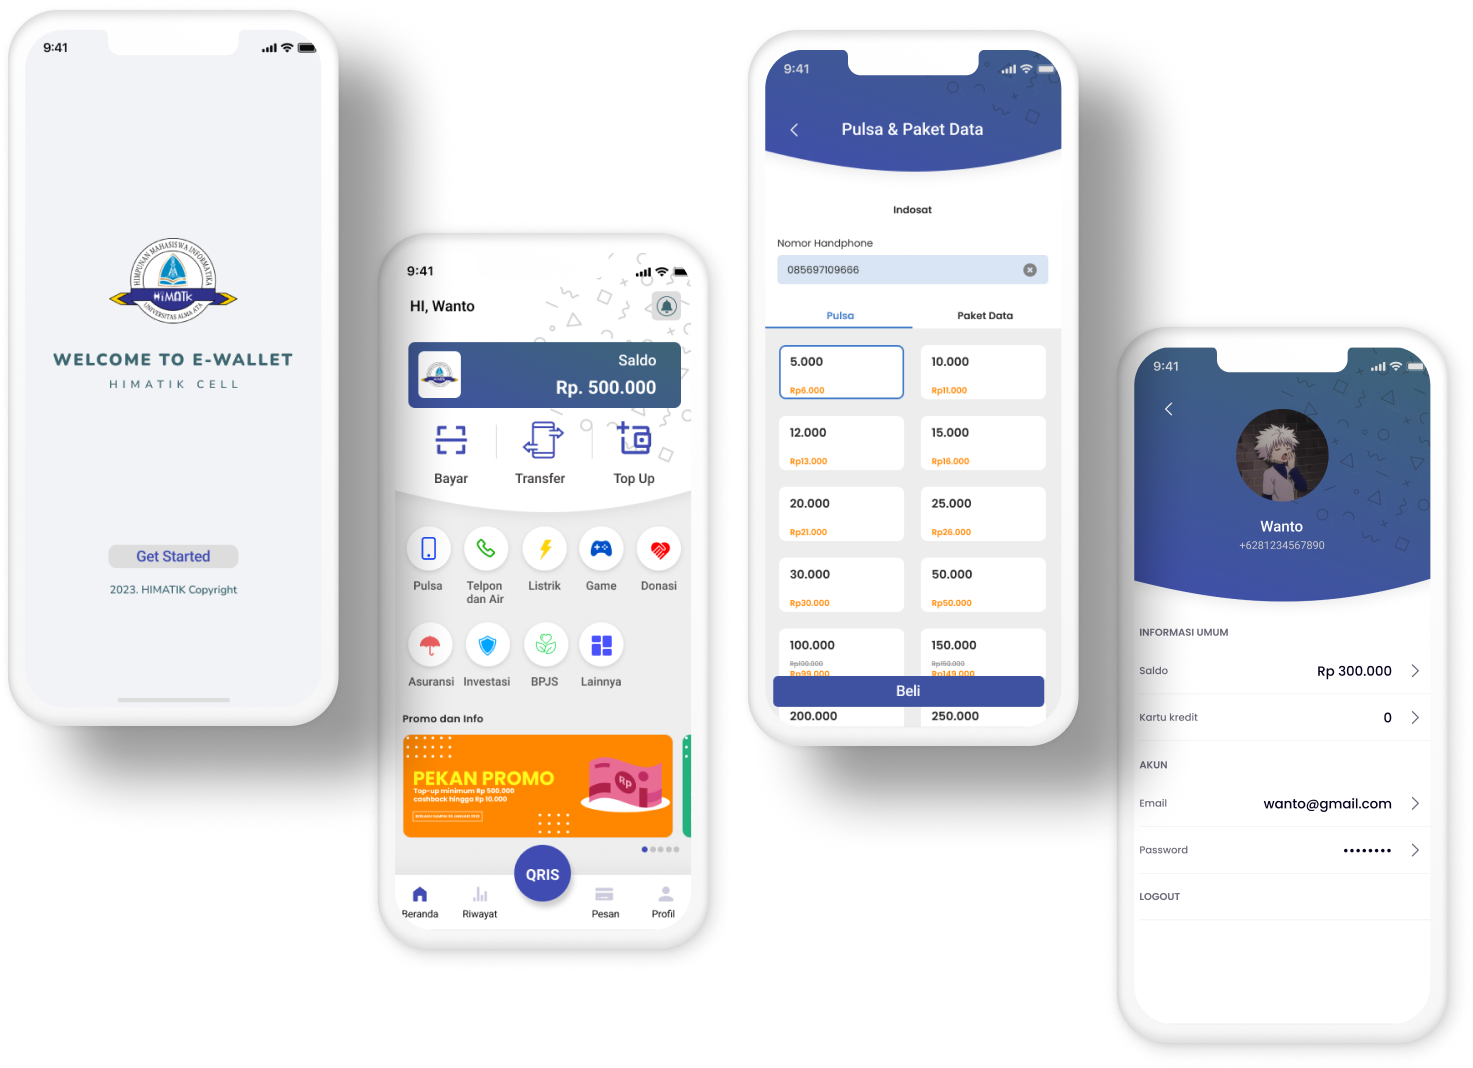 9:41
HIMPUNAN MAHASISWA INFORMATIKA
HiMATIK
UNIVERSITAS ALMA ATA
WELCOME TO E-WALLET
HIMATIK CELL
Get Started
2023. HIMATIK Copyright
9:41
HI, Wanto
Saldo
Rp. 500.000
Bayar
Transfer
Top Up
Pulsa
Telpon
dan Air
Listrik
Game
Donasi
Asuransi
Investasi
BPJS
Lainnya
Promo dan Info
PEKAN PROMO
Top-up minimum Rp 500.000
cashback hingga Rp 10.000
Rp
QRIS
Beranda
Riwayat
Pesan
Profil
9:41
Pulsa & Paket Data
Indosat
Nomor Handphone
085697109666
Pulsa
Paket Data
5.000
Rp6.000
10.000
Rp11.000
12.000
Rp13.000
15.000
Rp16.000
20.000
Rp21.000
25.000
Rp26.000
30.000
Rp30.000
50.000
Rp50.000
100.000
Rp100.000
Rp99.000
150.000
Rp150.000
Rp149.000
Beli
200.000
250.000
9:41
Wanto
+6281234567890
INFORMASI UMUM
Saldo
Rp 300.000
Kartu kredit
0
AKUN
Email
wanto@gmail.com
Password
••••••••
LOGOUT